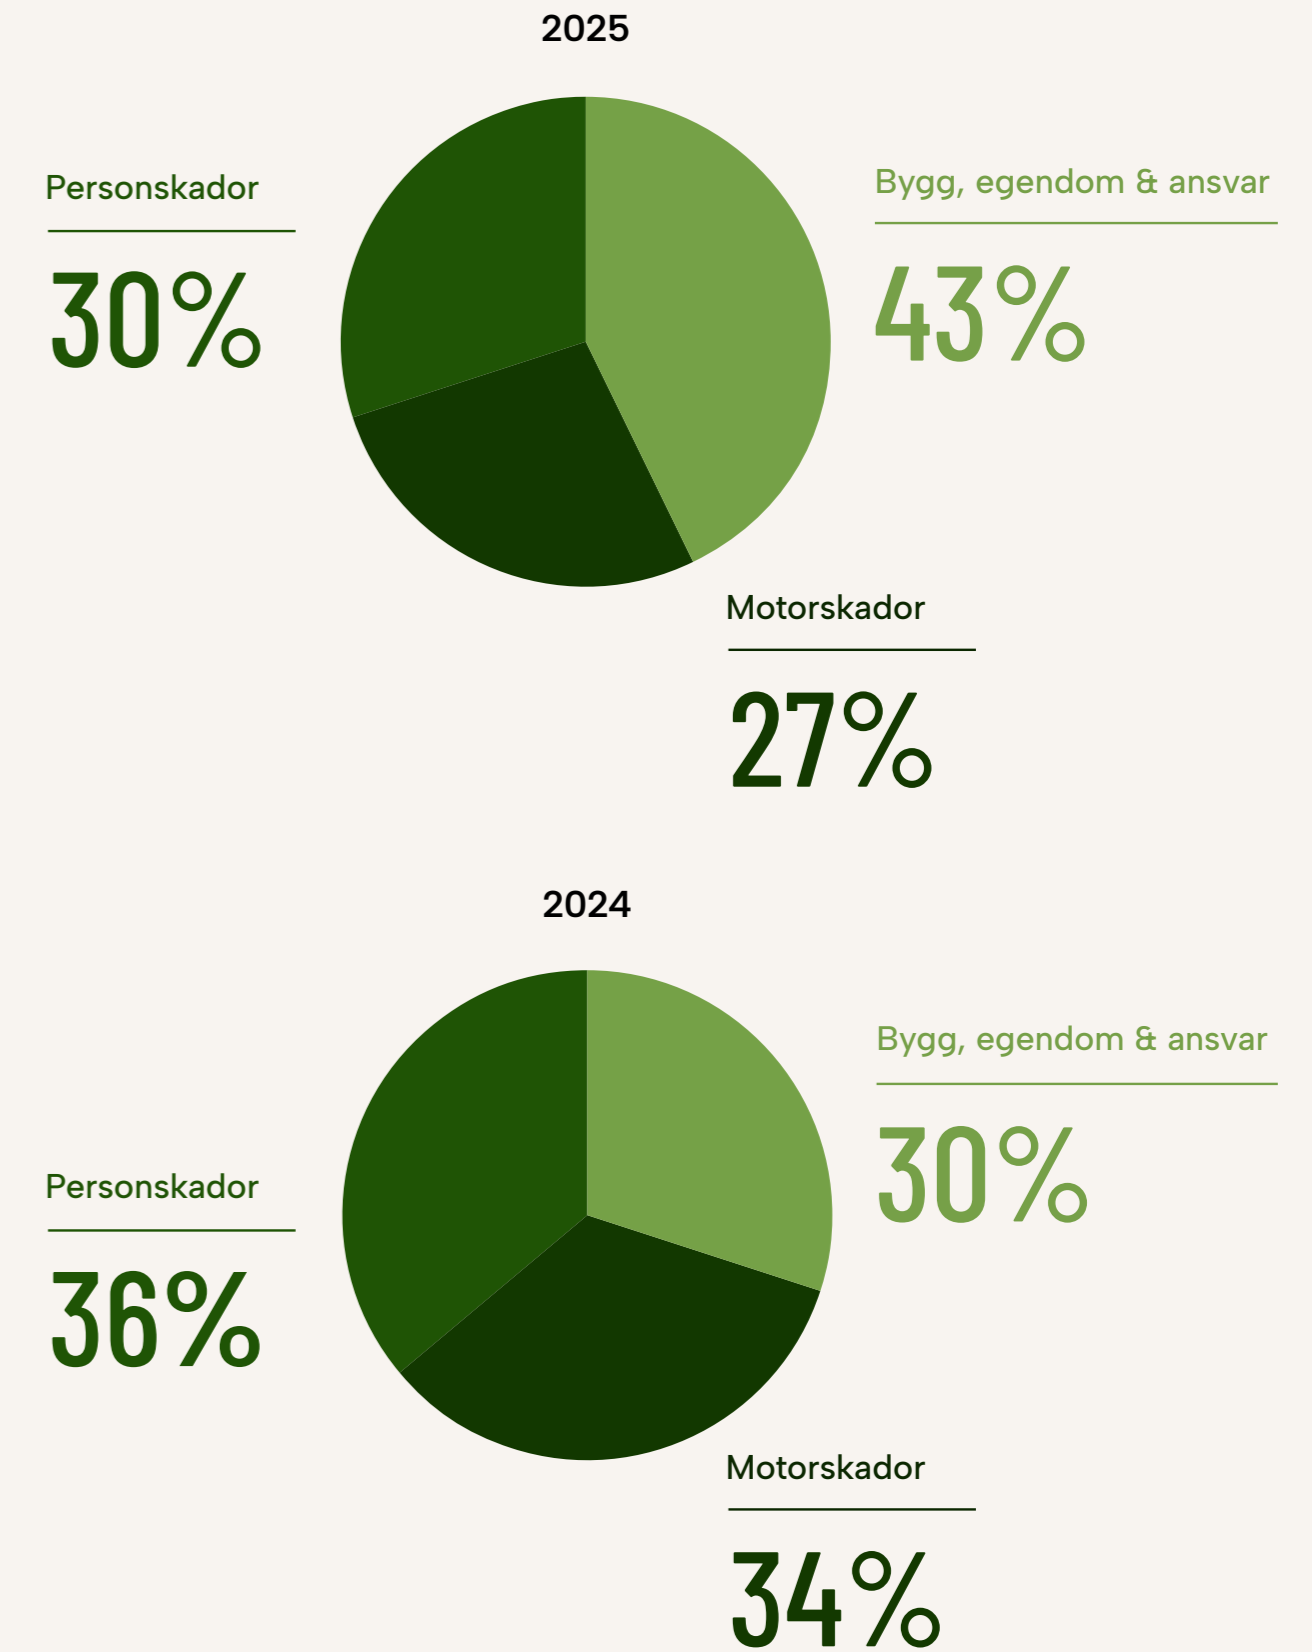 2025
Personskador
30%
Bygg, egendom & ansvar
43%
Motorskador
27%
2024
Bygg, egendom & ansvar
30%
Personskador
36%
Motorskador
34%